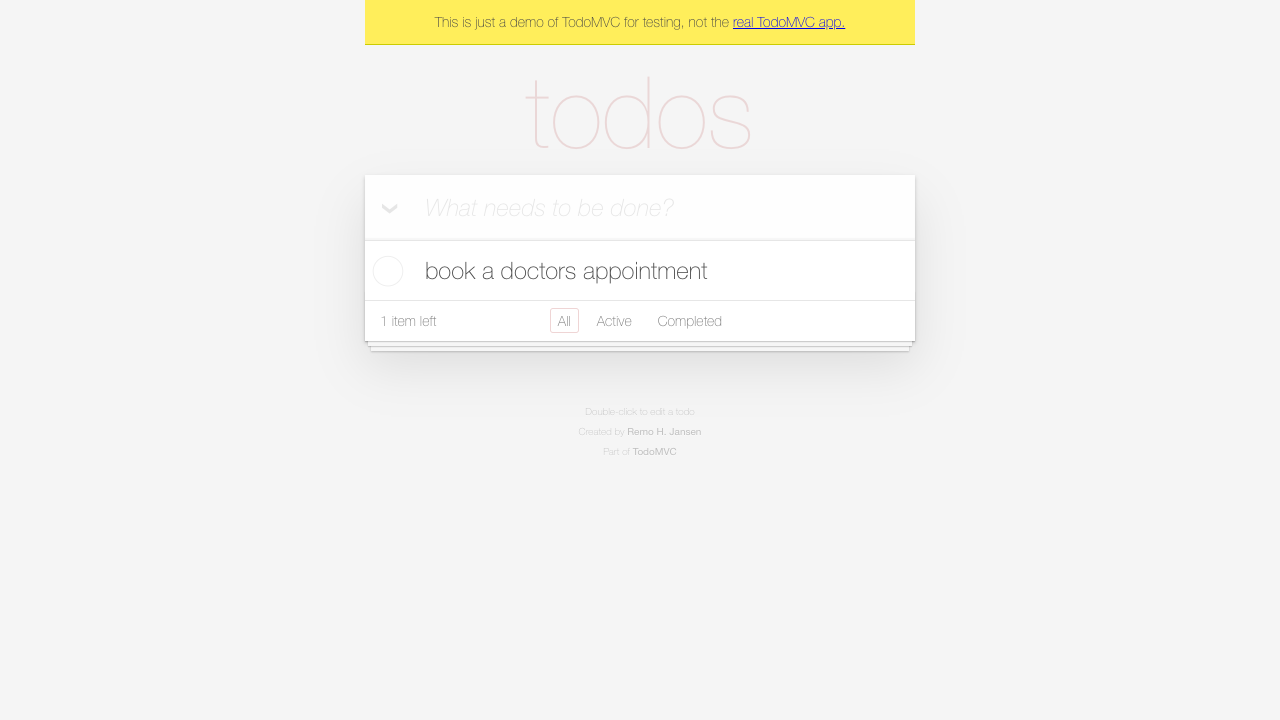 This is just a demo of TodoMVC for testing, not the real TodoMVC app.
todos
What needs to be done?
book a doctors appointment
1 item left All Active Completed
Double-click to edit a todo
Created by Remo H. Jansen
Part of TodoMVC